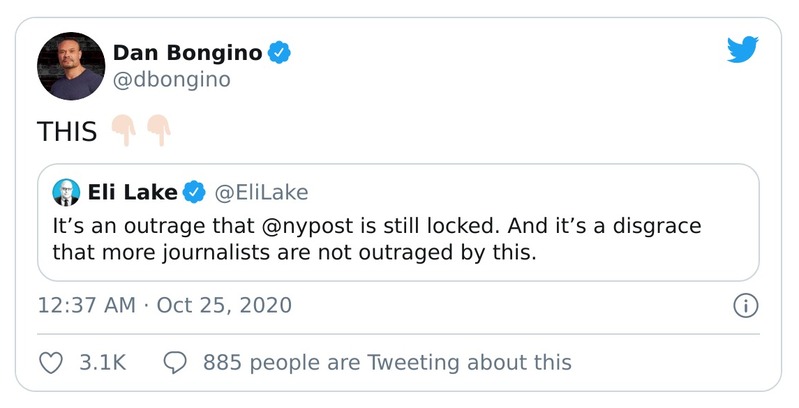 Dan Bongino
@dbongino
THIS 👇🏻👇🏻
Eli Lake @EliLake
It’s an outrage that @nypost is still locked. And it’s a disgrace
that more journalists are not outraged by this.
12:37 AM · Oct 25, 2020
3.1K 885 people are Tweeting about this